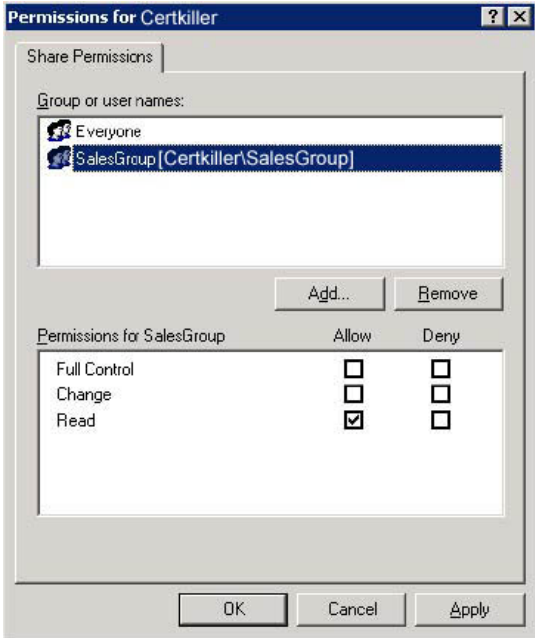 Permissions for Certkiller ? X
Share Permissions
Group or user names:
Everyone
SalesGroup [Certkiller\SalesGroup]
Add... Remove
Permissions for SalesGroup Allow Deny
Full Control
Change
Read
OK Cancel Apply